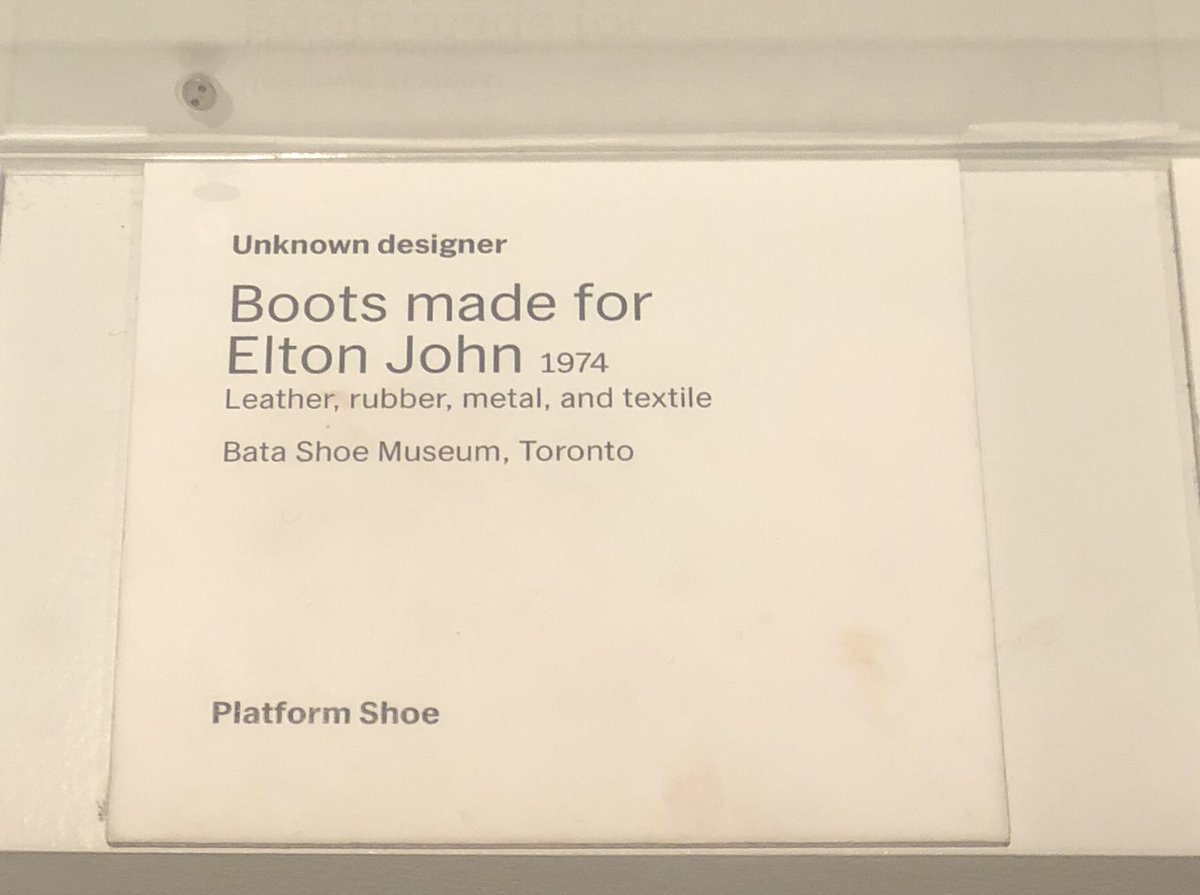 Unknown designer
Boots made for
Elton John 1974
Leather, rubber, metal, and textile
Bata Shoe Museum, Toronto
Platform Shoe